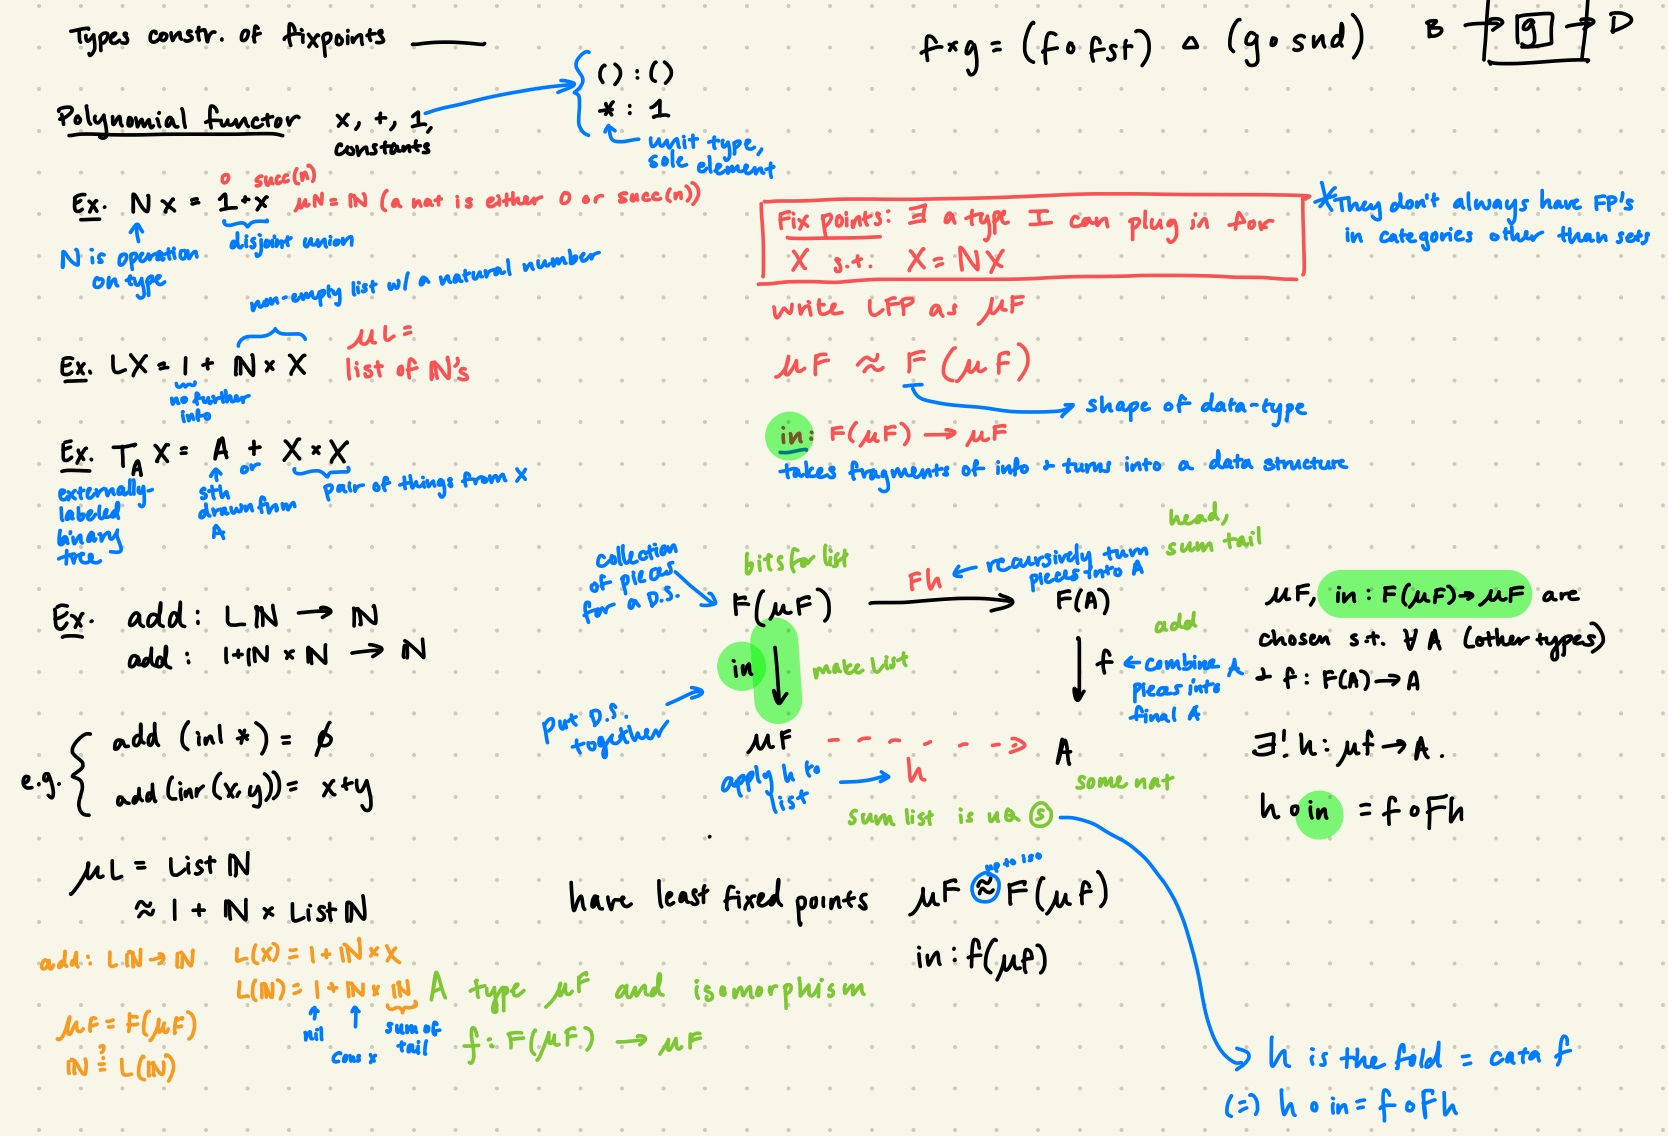 Types constr. of fixpoints
f×g = (f∘fst) △ (g∘snd)
B → g → D
Polynomial functor ×, +, 1,
constants
() : ()
* : 1
unit type,
sole element
0 succ(n)
Ex. N x = 1+x μN = ℕ (a nat is either 0 or succ(n))
N is operation
on type
disjoint union
non-empty list w/ a natural number
Ex. LX = 1 + ℕ × X
no further
info
μL =
list of ℕ's
Ex. T_A X = A + X × X
externally-
labeled
binary
tree
sth
drawn from
A
or
pair of things from X
Fix points: ∃ a type I can plug in for
X s.t. X = NX
*They don't always have FP's
in categories other than sets
write LFP as μF
μF ≈ F (μF)
shape of data-type
in: F(μF) → μF
takes fragments of info + turns into a data structure
Ex. add: Lℕ → ℕ
add: 1+ℕ × ℕ → ℕ
e.g. { add (inl *) = ∅
add (inr (x,y)) = x+y
μL = List ℕ
≈ 1 + ℕ × List ℕ
add: Lℕ → ℕ
L(X) = 1 + ℕ × X
L(ℕ) = 1 + ℕ × ℕ
nil
cons x
sum of
tail
μF = F(μF)
ℕ ≟ L(ℕ)
collection
of pieces
for a D.S.
bits for list
F(μF)
Fh ← recursively turn
pieces into A
head,
sum tail
F(A)
in
make List
add
f ← combine A
pieces into
final A
put D.S.
together
μF
h
A
apply h to
list
some nat
sum list is na (s)
μF, in: F(μF) → μF are
chosen s.t. ∀ A (other types)
+ f: F(A) → A
∃! h: μf → A.
h∘in = f∘Fh
have least fixed points μF ≈ F(μf)
up to iso
in: f(μf)
A type μF and isomorphism
f: F(μF) → μF
h is the fold = cata f
(=) h∘in = f∘Fh